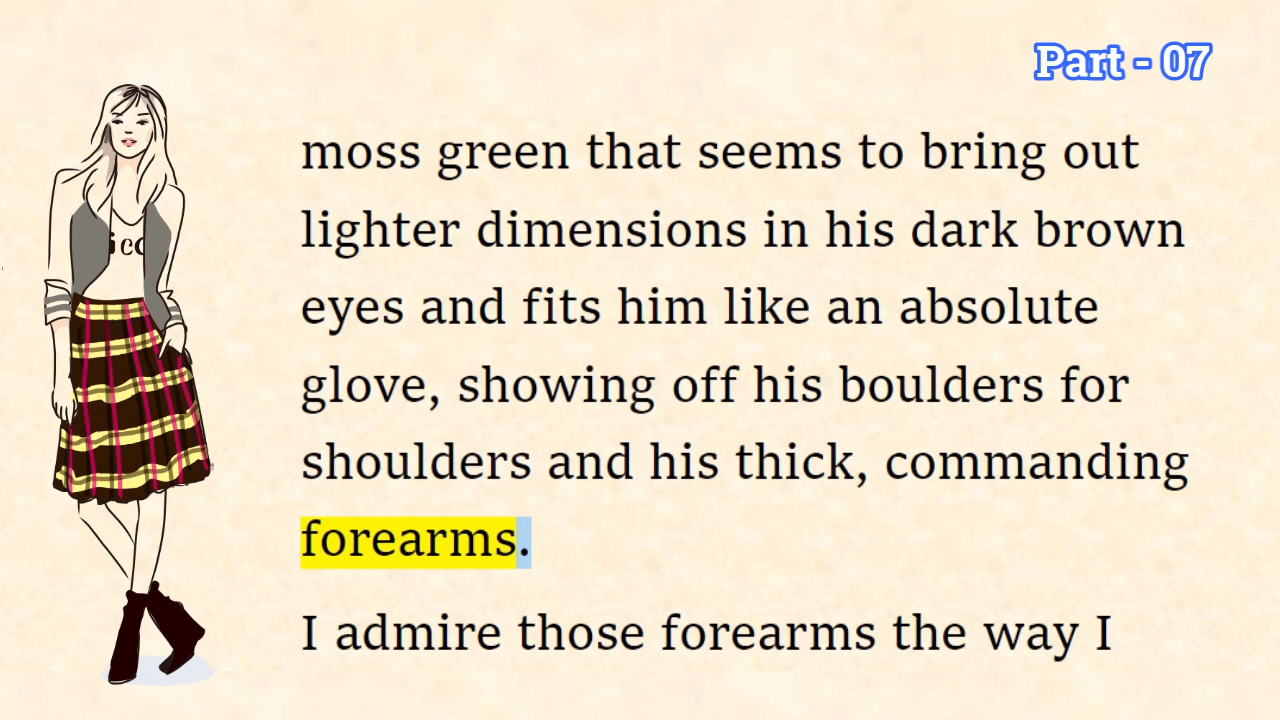 Part - 07
moss green that seems to bring out
lighter dimensions in his dark brown
eyes and fits him like an absolute
glove, showing off his boulders for
shoulders and his thick, commanding
forearms.
I admire those forearms the way I